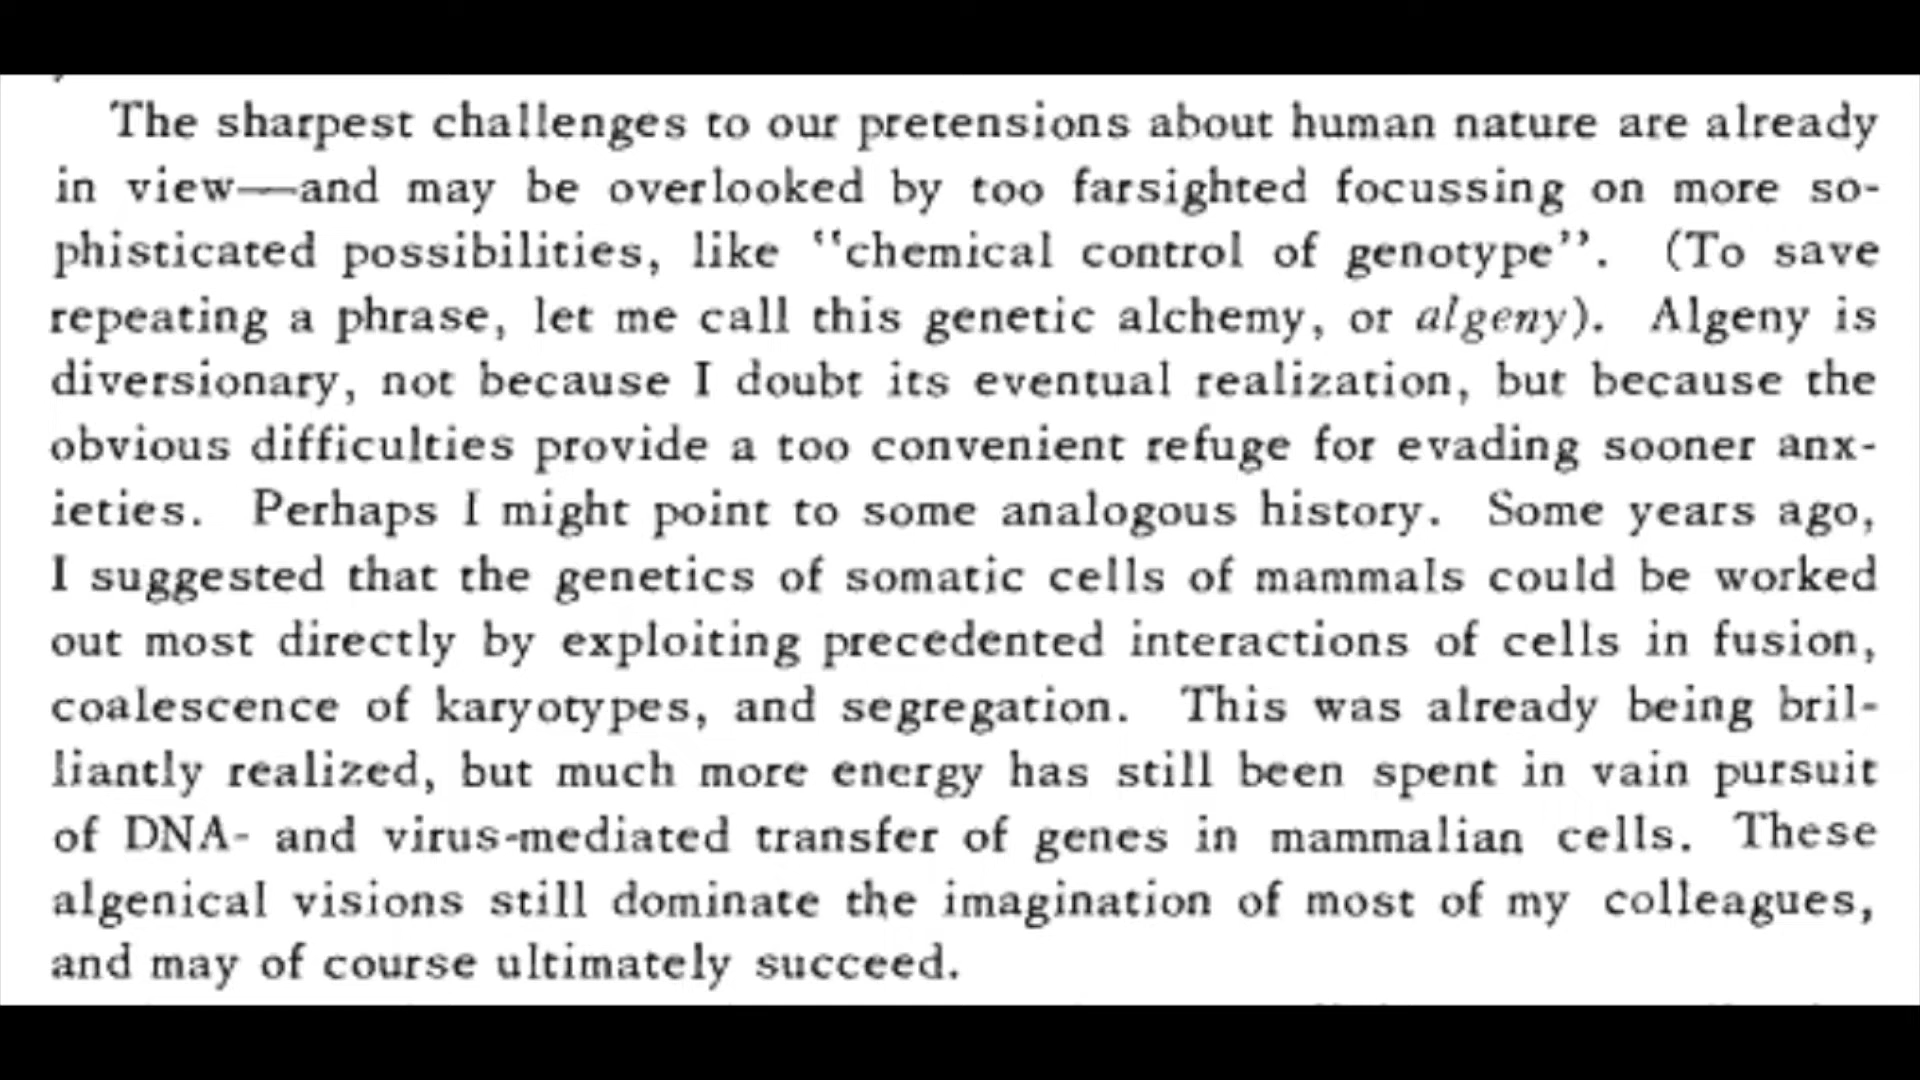 The sharpest challenges to our pretensions about human nature are already
in view—and may be overlooked by too farsighted focussing on more so-
phisticated possibilities, like "chemical control of genotype". (To save
repeating a phrase, let me call this genetic alchemy, or algeny). Algeny is
diversionary, not because I doubt its eventual realization, but because the
obvious difficulties provide a too convenient refuge for evading sooner anx-
ieties. Perhaps I might point to some analogous history. Some years ago,
I suggested that the genetics of somatic cells of mammals could be worked
out most directly by exploiting precedented interactions of cells in fusion,
coalescence of karyotypes, and segregation. This was already being bril-
liantly realized, but much more energy has still been spent in vain pursuit
of DNA- and virus-mediated transfer of genes in mammalian cells. These
algenical visions still dominate the imagination of most of my colleagues,
and may of course ultimately succeed.